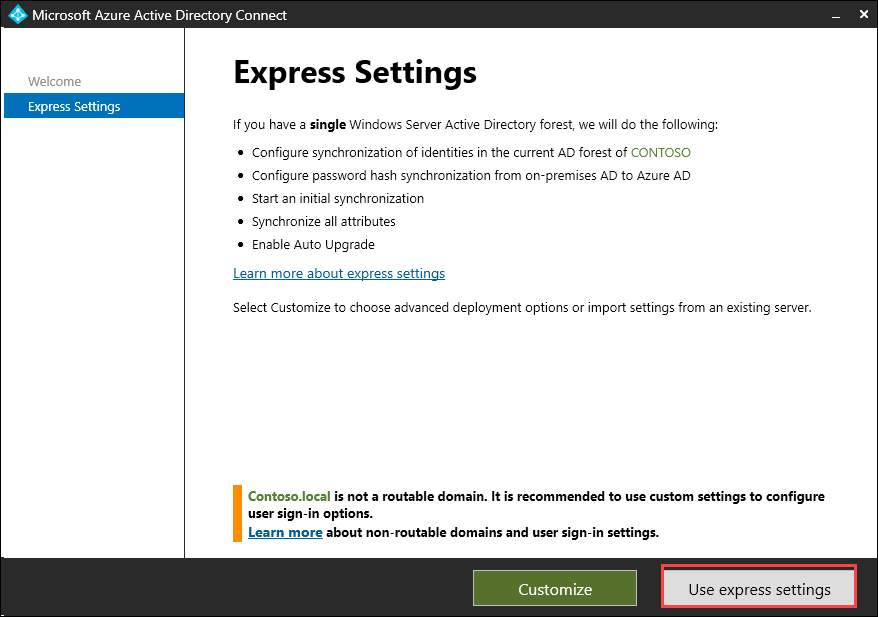 Microsoft Azure Active Directory Connect
Welcome
Express Settings
Express Settings
If you have a single Windows Server Active Directory forest, we will do the following:
• Configure synchronization of identities in the current AD forest of CONTOSO
• Configure password hash synchronization from on-premises AD to Azure AD
• Start an initial synchronization
• Synchronize all attributes
• Enable Auto Upgrade
Learn more about express settings
Select Customize to choose advanced deployment options or import settings from an existing server.
Contoso.local is not a routable domain. It is recommended to use custom settings to configure
user sign-in options.
Learn more about non-routable domains and user sign-in settings.
Customize
Use express settings